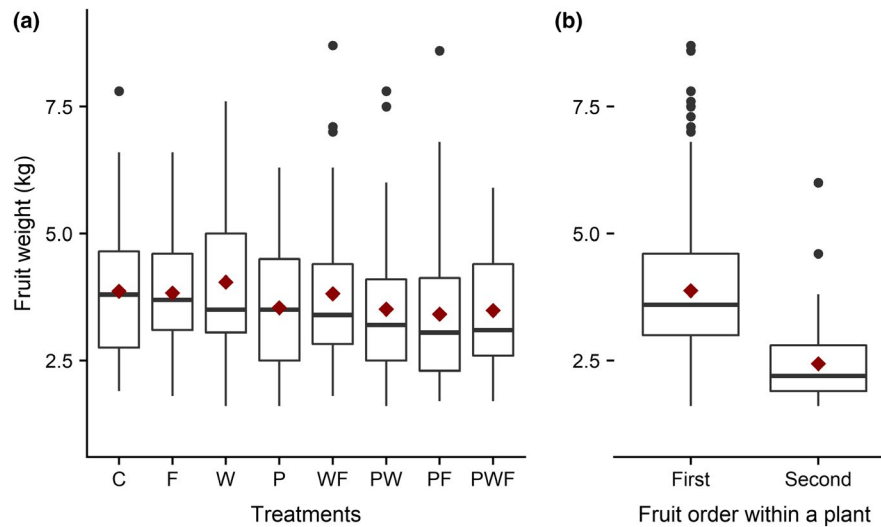 (a)
Fruit weight (kg)
7.5
5.0
2.5
C F W P WF PW PF PWF
Treatments
(b)
7.5
5.0
2.5
First Second
Fruit order within a plant